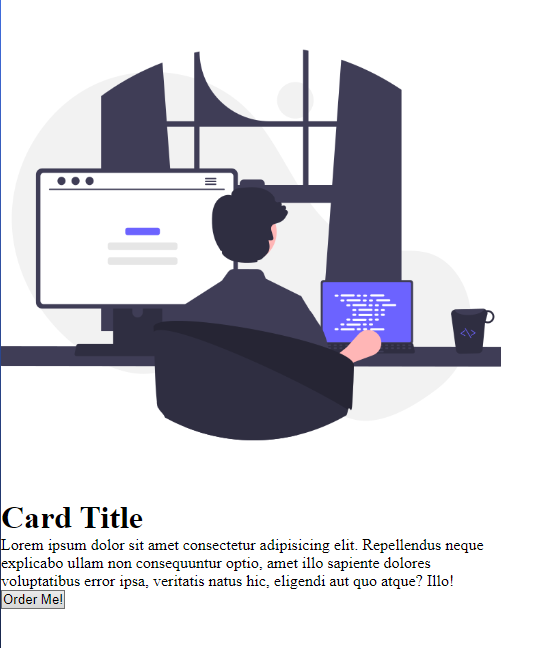 </>
Card Title
Lorem ipsum dolor sit amet consectetur adipisicing elit. Repellendus neque
explicabo ullam non consequuntur optio, amet illo sapiente dolores
voluptatibus error ipsa, veritatis natus hic, eligendi aut quo atque? Illo!
Order Me!